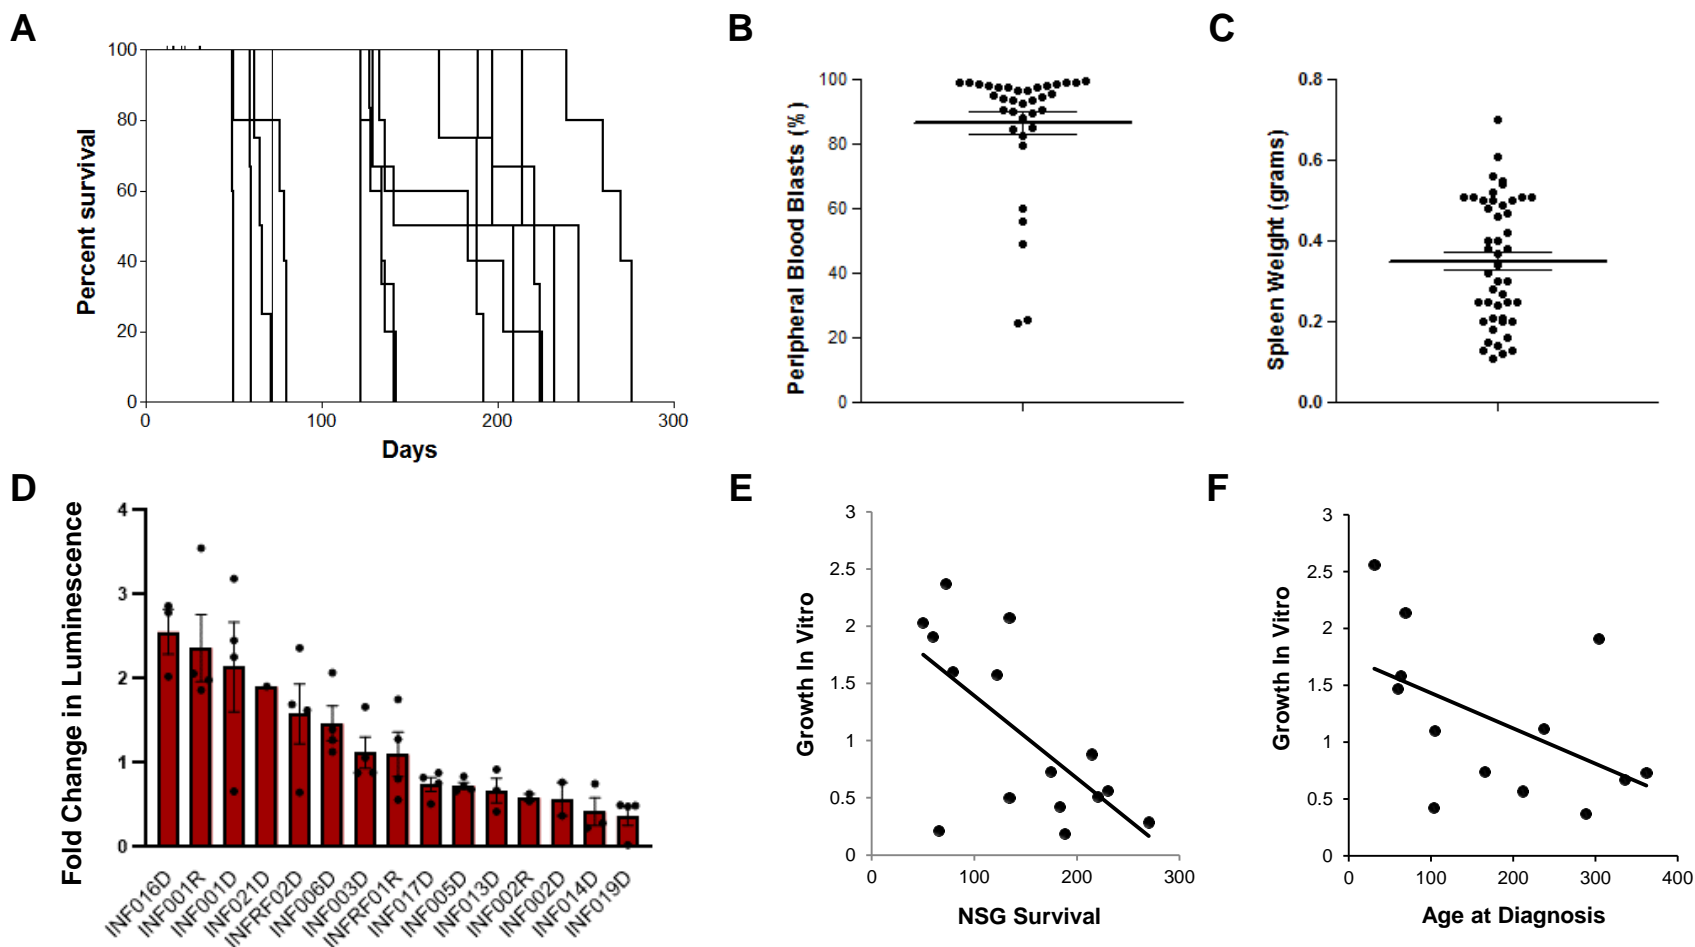 A
B
C
Percent survival
100
80
60
40
20
0
0
100
200
300
Days
Peripheral Blood Blasts (%)
100
80
60
40
20
0
Spleen Weight (grams)
0.8
0.6
0.4
0.2
0.0
D
E
F
Fold Change in Luminescence
4
3
2
1
0
INF016D
INF001R
INF001D
INF021D
INFRF02D
INF006D
INF003D
INFRF01R
INF017D
INF005D
INF013D
INF002R
INF002D
INF014D
INF019D
Growth In Vitro
3
2.5
2
1.5
1
0.5
0
0
100
200
300
NSG Survival
Growth In Vitro
3
2.5
2
1.5
1
0.5
0
0
100
200
300
400
Age at Diagnosis